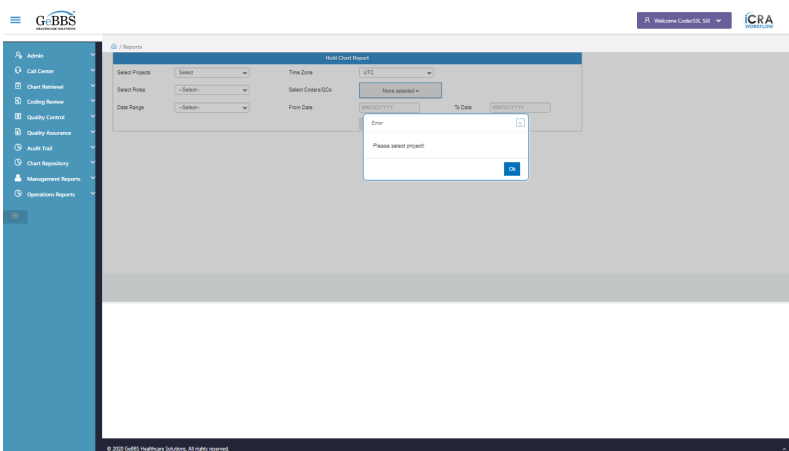 GeBBS
HEALTHCARE SOLUTIONS
Welcome CoderSIX, SIX
iCRA
WORKFLOW
/ Reports
Admin
Call Center
Chart Retrieval
Coding Review
Quality Control
Quality Assurance
Audit Trail
Chart Repository
Management Reports
Operations Reports
Hold Chart Report
Select Projects
Select
Time Zone
UTC
Select Roles
--Select--
Select Coders/QCs
None selected
Date Range
--Select--
From Date
MM/DD/YYYY
To Date
MM/DD/YYYY
Error
x
Please select project!
Ok
© 2020 GeBBS Healthcare Solutions. All rights reserved.